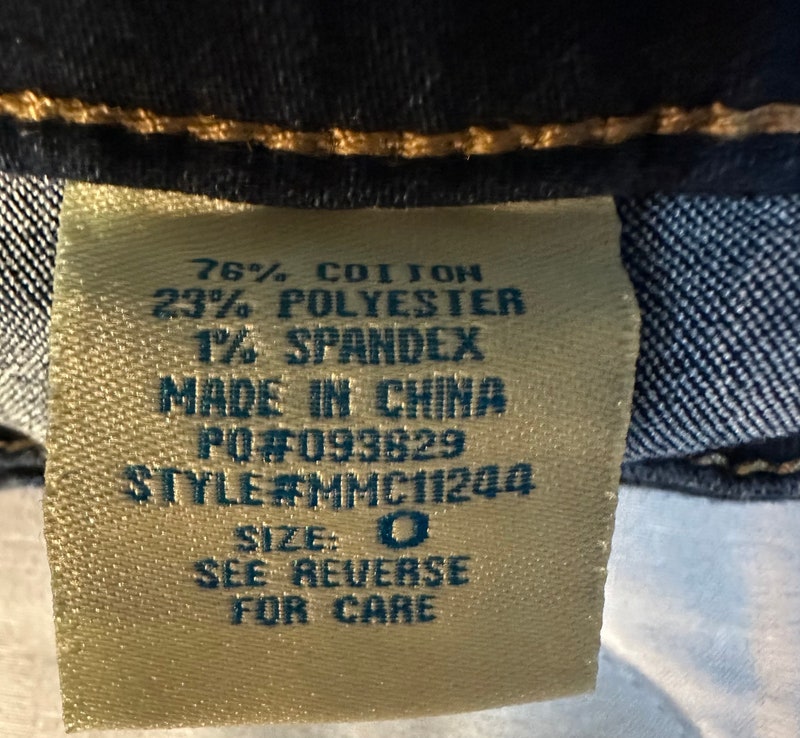 76% COTTON
23% POLYESTER
1% SPANDEX
MADE IN CHINA
PO#093629
STYLE#MMC11244
SIZE: 0
SEE REVERSE
FOR CARE